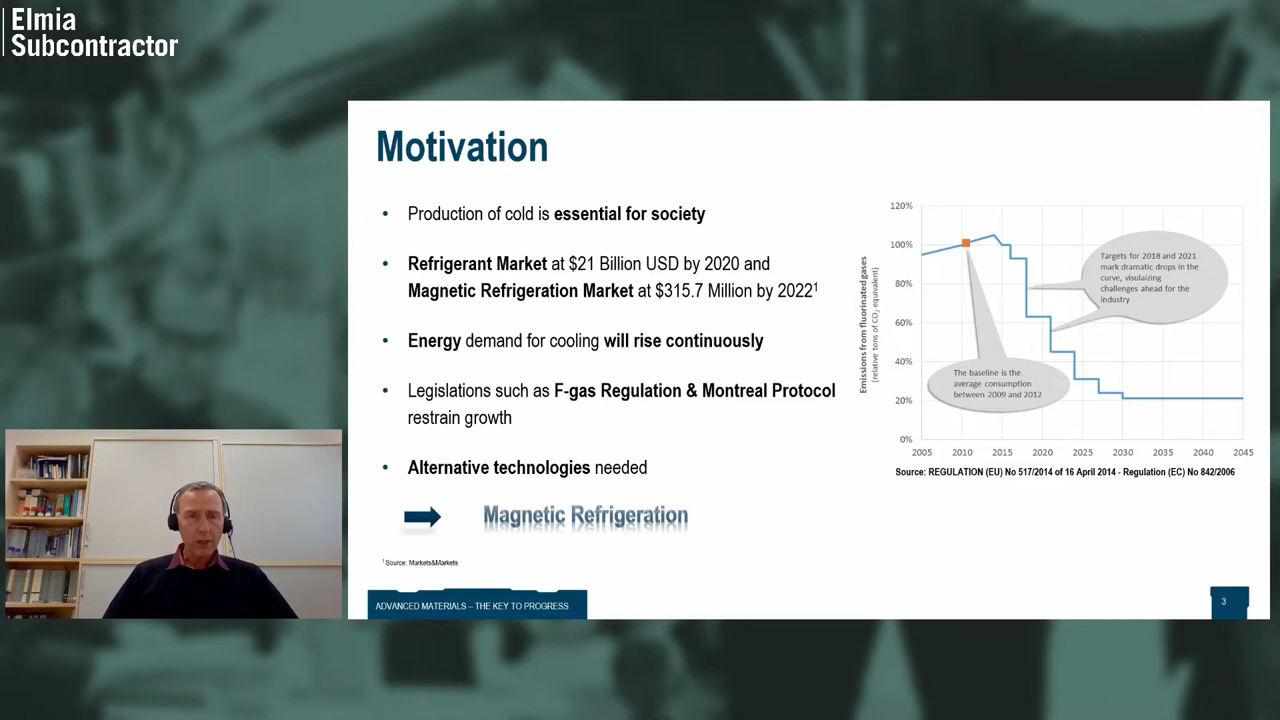 Elmia
Subcontractor
Motivation
• Production of cold is essential for society
• Refrigerant Market at $21 Billion USD by 2020 and
Magnetic Refrigeration Market at $315.7 Million by 2022¹
• Energy demand for cooling will rise continuously
• Legislations such as F-gas Regulation & Montreal Protocol
restrain growth
• Alternative technologies needed
Magnetic Refrigeration
¹ Source: Markets&Markets
ADVANCED MATERIALS – THE KEY TO PROGRESS
3
Emissions from fluorinated gases
(relative tons of CO₂ equivalent)
120%
100%
80%
60%
40%
20%
0%
2005 2010 2015 2020 2025 2030 2035 2040 2045
Targets for 2018 and 2021
mark dramatic drops in the
curve, visulaizing
challenges ahead for the
industry
The baseline is the
average consumption
between 2009 and 2012
Source: REGULATION (EU) No 517/2014 of 16 April 2014 - Regulation (EC) No 842/2006